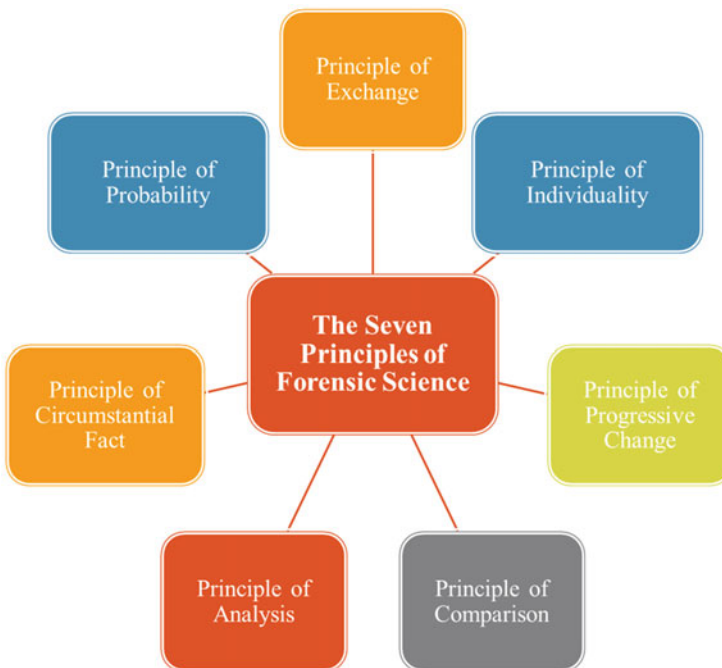 Principle of
Exchange
Principle of
Probability
Principle of
Individuality
The Seven
Principles of
Forensic Science
Principle of
Circumstantial
Fact
Principle of
Progressive
Change
Principle of
Analysis
Principle of
Comparison